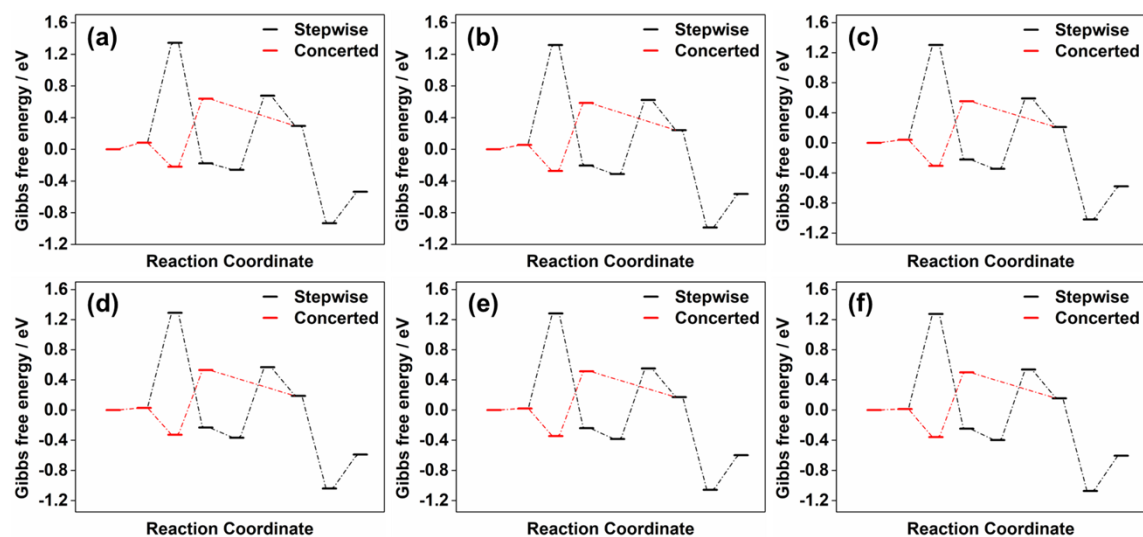 (a)
Stepwise
Concerted
1.6
1.2
0.8
0.4
0.0
-0.4
-0.8
-1.2
Gibbs free energy / eV
Reaction Coordinate
(b)
Stepwise
Concerted
1.6
1.2
0.8
0.4
0.0
-0.4
-0.8
-1.2
Gibbs free energy / eV
Reaction Coordinate
(c)
Stepwise
Concerted
1.6
1.2
0.8
0.4
0.0
-0.4
-0.8
-1.2
Gibbs free energy / eV
Reaction Coordinate
(d)
Stepwise
Concerted
1.6
1.2
0.8
0.4
0.0
-0.4
-0.8
-1.2
Gibbs free energy / eV
Reaction Coordinate
(e)
Stepwise
Concerted
1.6
1.2
0.8
0.4
0.0
-0.4
-0.8
-1.2
Gibbs free energy / eV
Reaction Coordinate
(f)
Stepwise
Concerted
1.6
1.2
0.8
0.4
0.0
-0.4
-0.8
-1.2
Gibbs free energy / eV
Reaction Coordinate